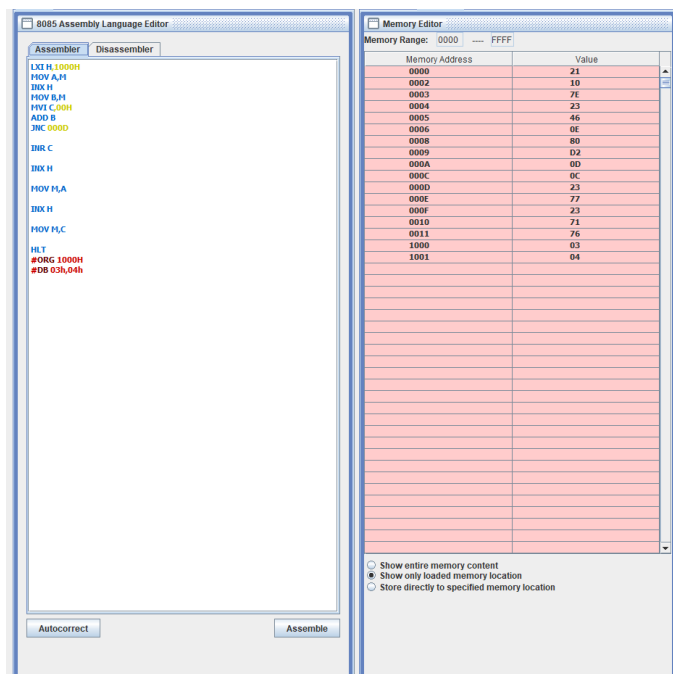 8085 Assembly Language Editor
Assembler Disassembler
LXI H,1000H
MOV A,M
INX H
MOV B,M
MVI C,00H
ADD B
JNC 000D
INR C
INX H
MOV M,A
INX H
MOV M,C
HLT
#ORG 1000H
#DB 03h,04h
Autocorrect Assemble
Memory Editor
Memory Range: 0000 ---- FFFF
Memory Address Value
0000 21
0002 10
0003 7E
0004 23
0005 46
0006 0E
0008 80
0009 D2
000A 0D
000C 0C
000D 23
000E 77
000F 23
0010 71
0011 76
1000 03
1001 04
Show entire memory content
Show only loaded memory location
Store directly to specified memory location